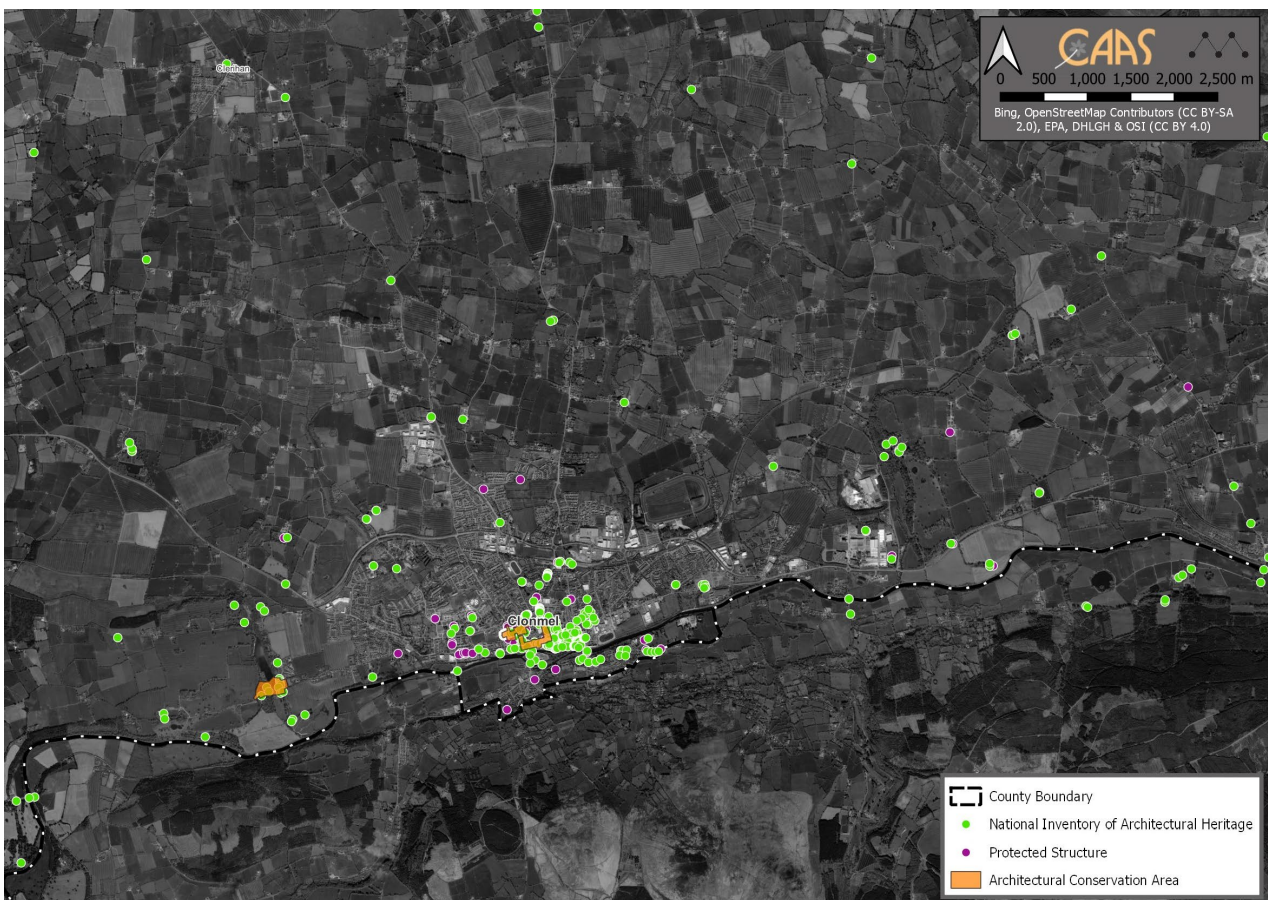 CAAS
0 500 1,000 1,500 2,000 2,500 m
Bing, OpenStreetMap Contributors (CC BY-SA
2.0), EPA, DHLGH & OSI (CC BY 4.0)
Clerihan
Clonmel
County Boundary
National Inventory of Architectural Heritage
Protected Structure
Architectural Conservation Area